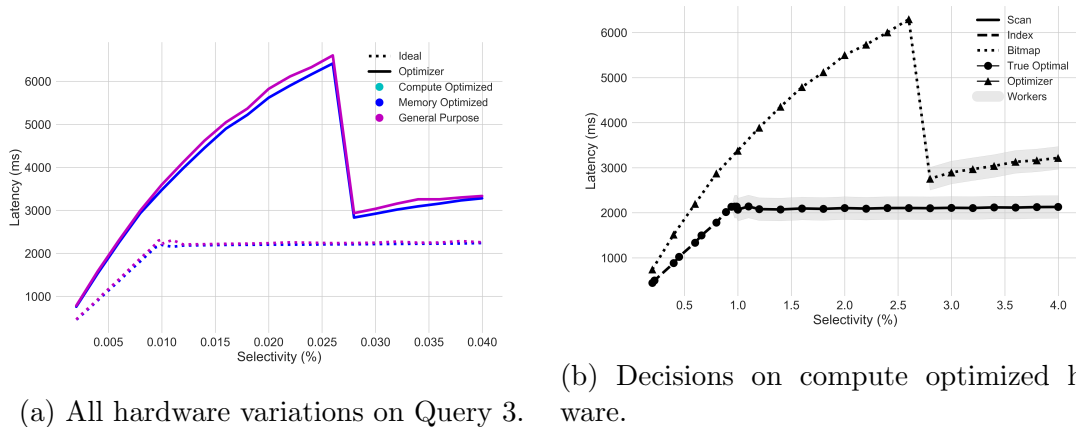 Ideal
Optimizer
Compute Optimized
Memory Optimized
General Purpose
6000
5000
4000
3000
2000
1000
Latency (ms)
0.005 0.010 0.015 0.020 0.025 0.030 0.035 0.040
Selectivity (%)
(a) All hardware variations on Query 3.
Scan
Index
Bitmap
True Optimal
Optimizer
Workers
6000
5000
4000
3000
2000
1000
Latency (ms)
0.5 1.0 1.5 2.0 2.5 3.0 3.5 4.0
Selectivity (%)
(b) Decisions on compute optimized h
ware.